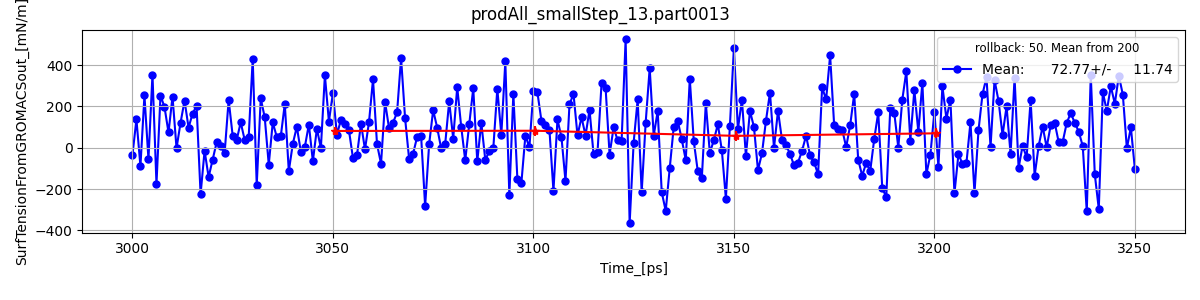 prodAll_smallStep_13.part0013
SurfTensionFromGROMACSout_[mN/m]
400
200
0
−200
−400
rollback: 50. Mean from 200
Mean: 72.77+/- 11.74
3000
3050
3100
3150
3200
3250
Time_[ps]